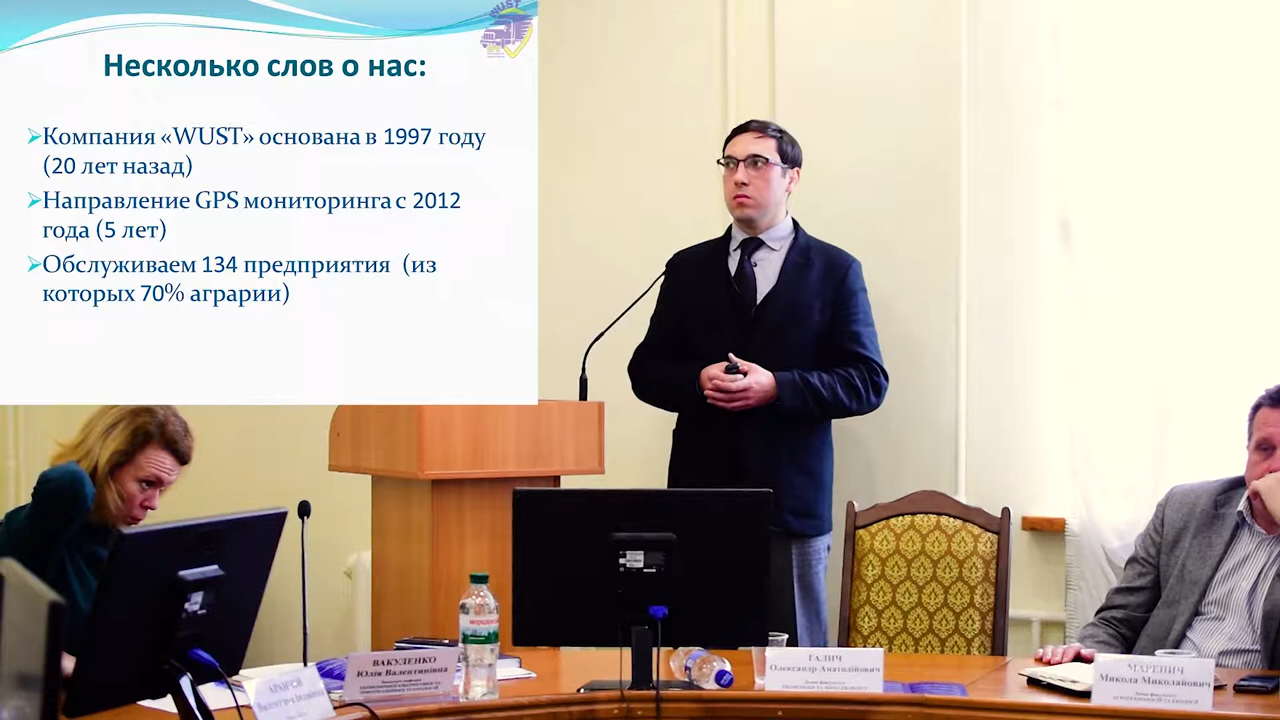 WUST
Несколько слов о нас:
Компания «WUST» основана в 1997 году
(20 лет назад)
Направление GPS мониторинга с 2012
года (5 лет)
Обслуживаем 134 предприятия (из
которых 70% аграрии)
ВАКУЛЕНКО
Юлія Валентинівна
ГАЛИЧ
Олександр Анатолійович
МАРЕНИЧ
Микола Миколайович